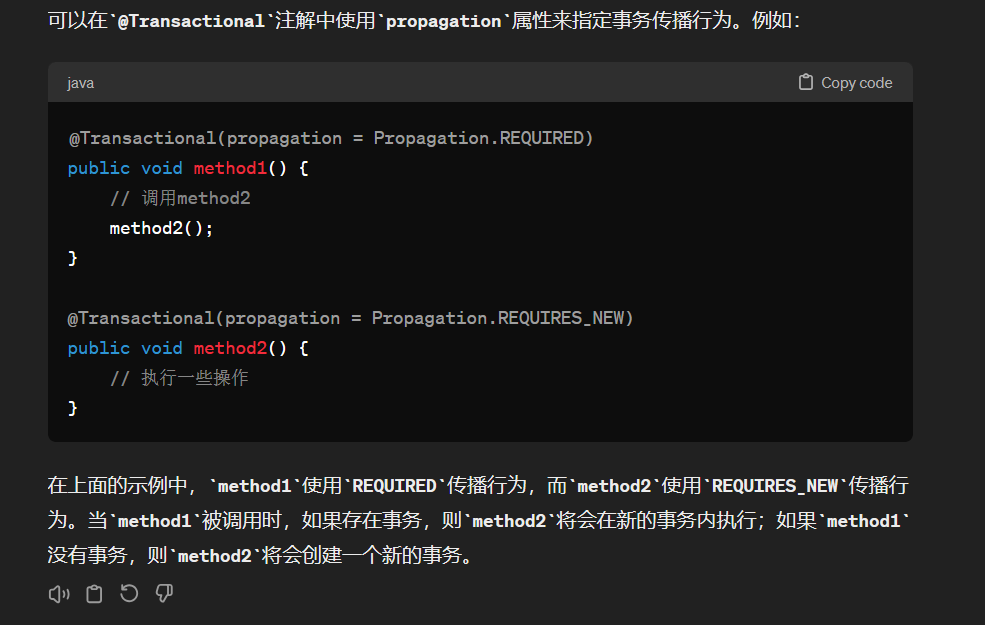 可以在`@Transactional`注解中使用`propagation`属性来指定事务传播行为。例如：
java
Copy code
@Transactional(propagation = Propagation.REQUIRED)
public void method1() {
    // 调用method2
    method2();
}
@Transactional(propagation = Propagation.REQUIRES_NEW)
public void method2() {
    // 执行一些操作
}
在上面的示例中，`method1`使用`REQUIRED`传播行为，而`method2`使用`REQUIRES_NEW`传播行
为。当`method1`被调用时，如果存在事务，则`method2`将会在新的事务内执行；如果`method1`
没有事务，则`method2`将会创建一个新的事务。